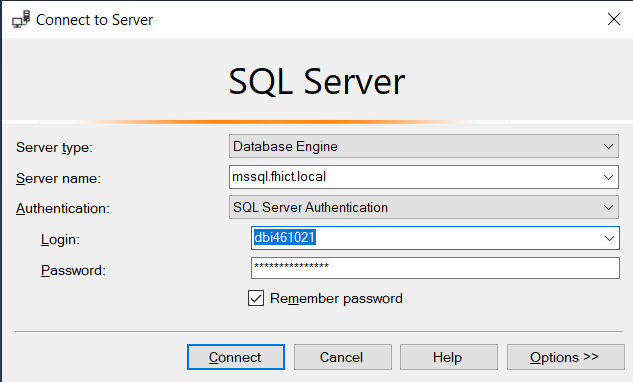 Connect to Server
SQL Server
Server type: Database Engine
Server name: mssql.fhict.local
Authentication: SQL Server Authentication
Login: dbi461021
Password: ***************
Remember password
Connect Cancel Help Options >>